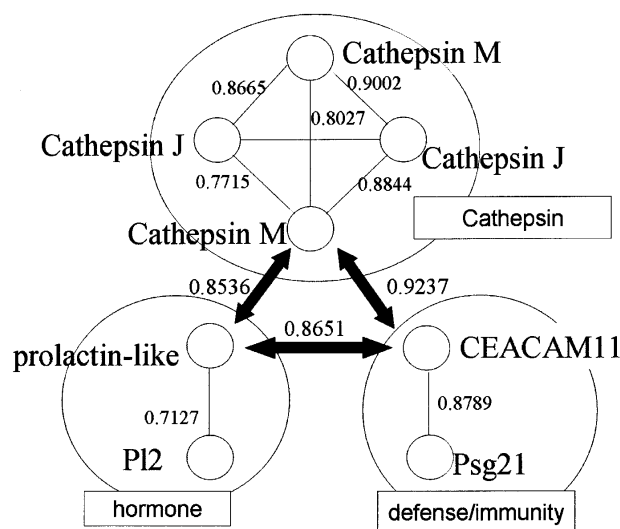 Cathepsin M
0.8665
0.9002
0.8027
Cathepsin J
Cathepsin J
0.7715
0.8844
Cathepsin M
Cathepsin
0.8536
0.9237
0.8651
prolactin-like
CEACAM11
0.7127
0.8789
Pl2
Psg21
hormone
defense/immunity